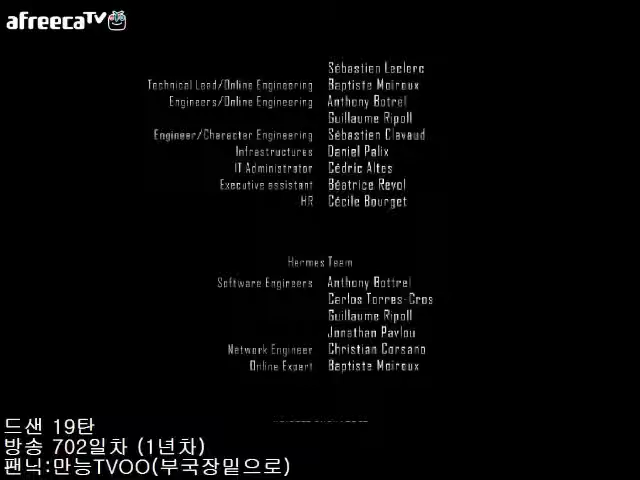 afreecaTV
Sébastien Leclerc
Technical Lead/Online Engineering Baptiste Moiroux
Engineers/Online Engineering Anthony Botrel
Guillaume Ripoll
Engineer/Character Engineering Sébastien Clavaud
Infrastructures Daniel Palix
IT Administrator Cédric Altes
Executive assistant Béatrice Revol
HR Cécile Bourget
Hermes Team
Software Engineers Anthony Bottrel
Carlos Torres-Cros
Guillaume Ripoll
Jonathan Pavlou
Network Engineer Christian Corsano
Online Expert Baptiste Moiroux
드샌 19탄
방송 702일차 (1년차)
팬닉:만능TVOO(부국장밑으로)